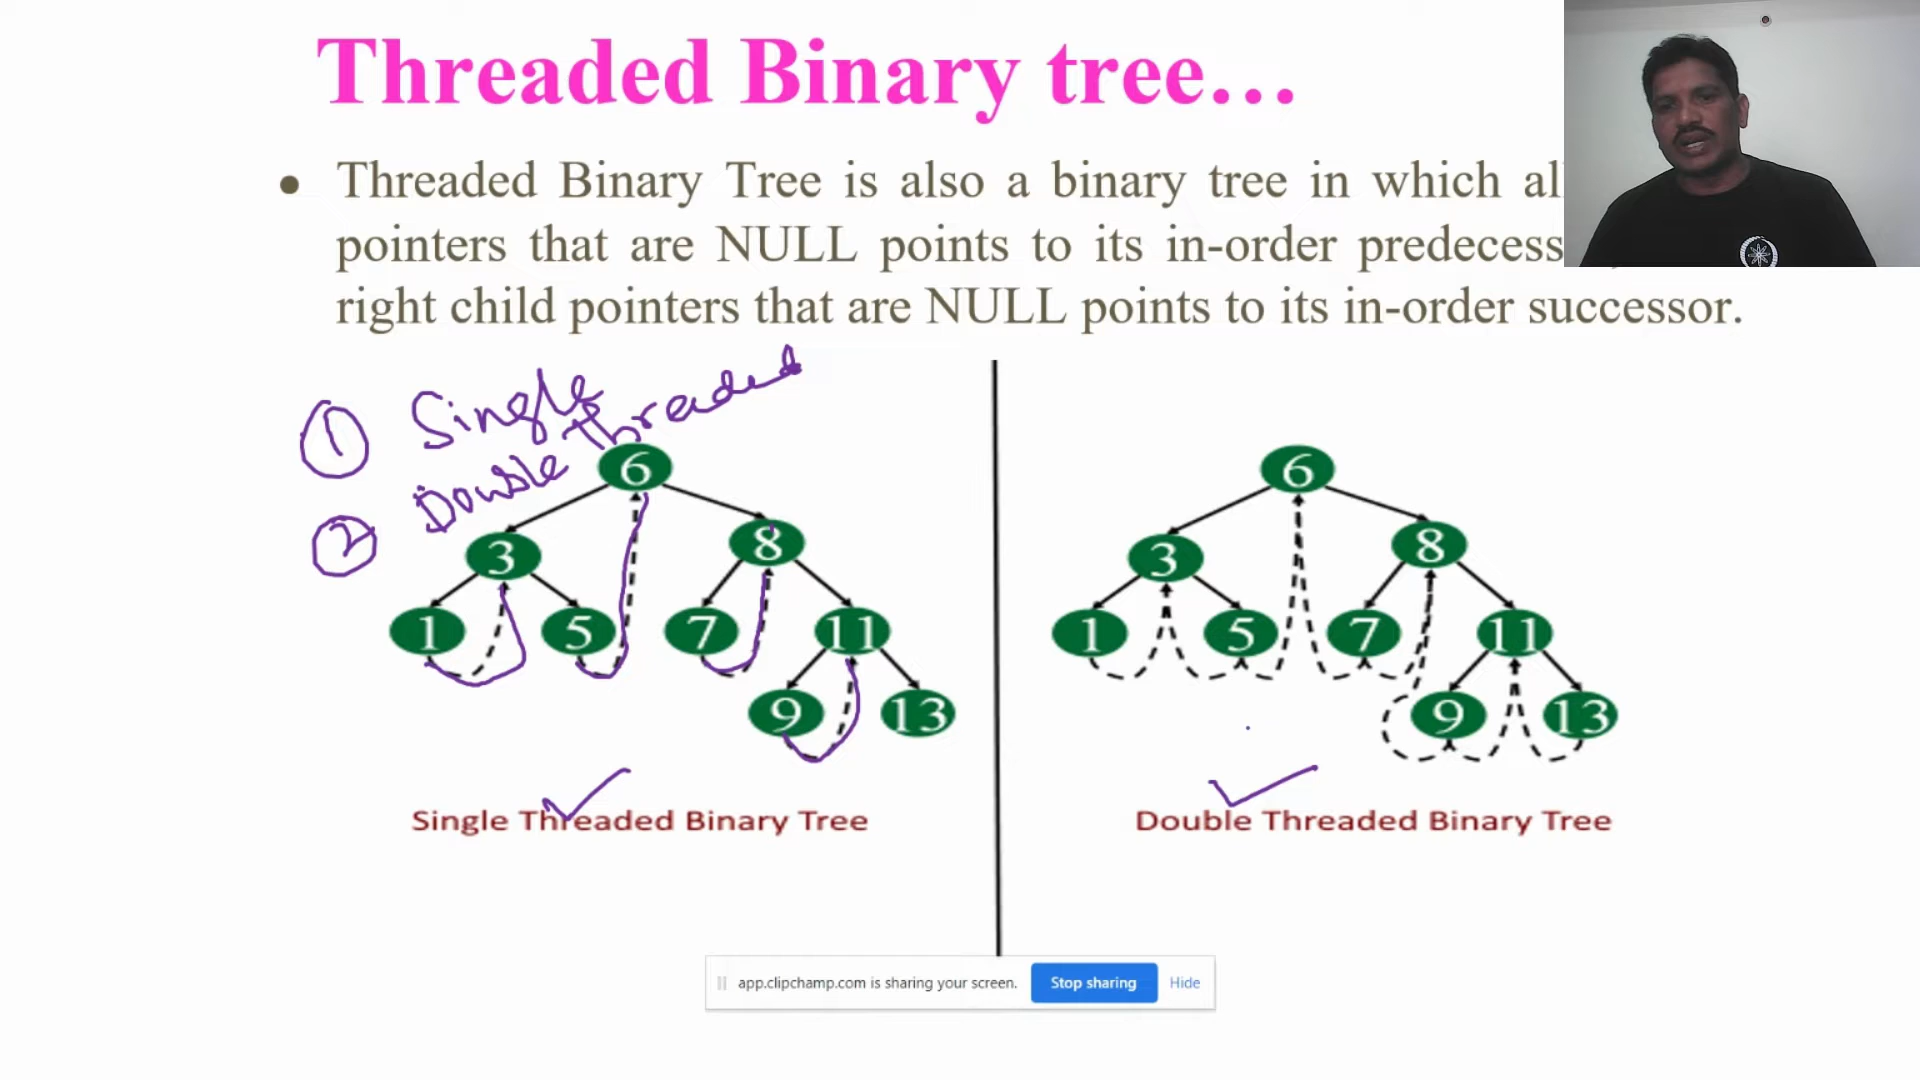 Threaded Binary tree...
• Threaded Binary Tree is also a binary tree in which all
pointers that are NULL points to its in-order
right child pointers that are NULL points to its in-order successor.
① Single Threaded
② Double
6
3
8
1
5
7
11
9
13
Single Threaded Binary Tree
6
3
8
1
5
7
11
9
13
Double Threaded Binary Tree
app.clipchamp.com is sharing your screen.
Stop sharing
Hide